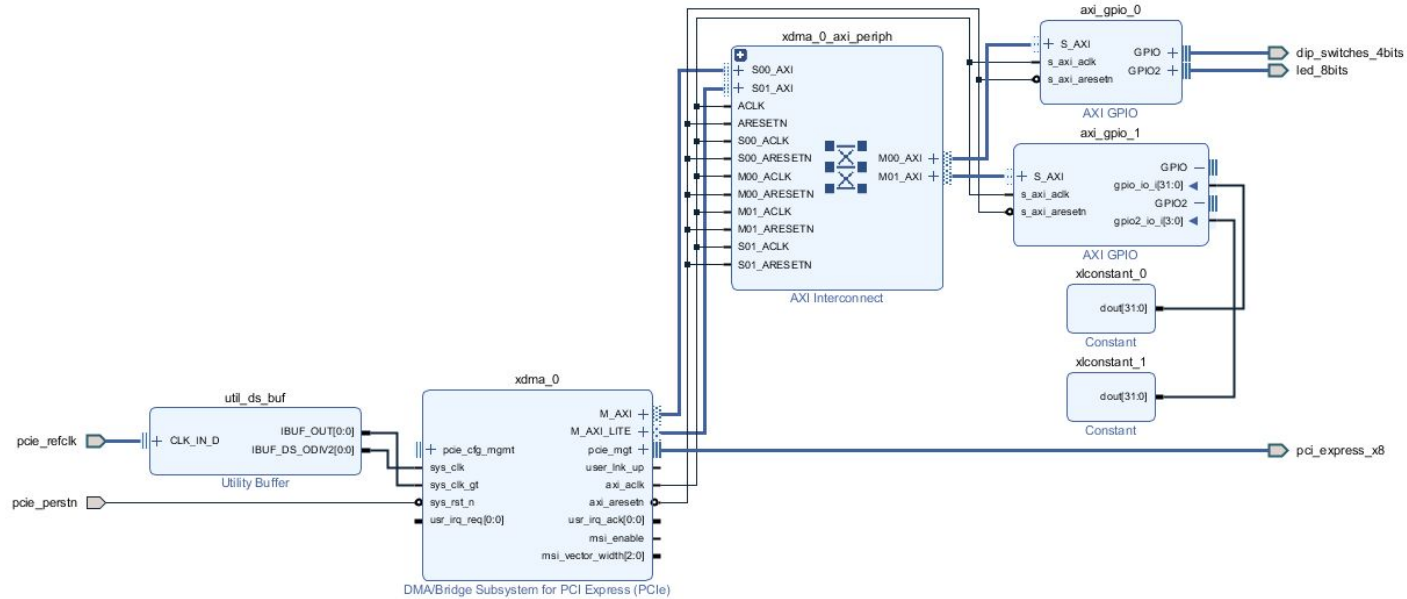 axi_gpio_0
S_AXI
s_axi_aclk
s_axi_aresetn
GPIO
GPIO2
AXI GPIO
dip_switches_4bits
led_8bits
xdma_0_axi_periph
S00_AXI
S01_AXI
ACLK
ARESETN
S00_ACLK
S00_ARESETN
M00_ACLK
M00_ARESETN
M01_ACLK
M01_ARESETN
S01_ACLK
S01_ARESETN
M00_AXI
M01_AXI
AXI Interconnect
axi_gpio_1
S_AXI
s_axi_aclk
s_axi_aresetn
GPIO
gpio_io_i[31:0]
GPIO2
gpio2_io_i[3:0]
AXI GPIO
xlconstant_0
dout[31:0]
Constant
xlconstant_1
dout[31:0]
Constant
pcie_refclk
pcie_perstn
util_ds_buf
CLK_IN_D
IBUF_OUT[0:0]
IBUF_DS_ODIV2[0:0]
Utility Buffer
xdma_0
pcie_cfg_mgmt
sys_clk
sys_clk_gt
sys_rst_n
usr_irq_req[0:0]
M_AXI
M_AXI_LITE
pcie_mgt
user_lnk_up
axi_aclk
axi_aresetn
usr_irq_ack[0:0]
msi_enable
msi_vector_width[2:0]
DMA/Bridge Subsystem for PCI Express (PCIe)
pci_express_x8